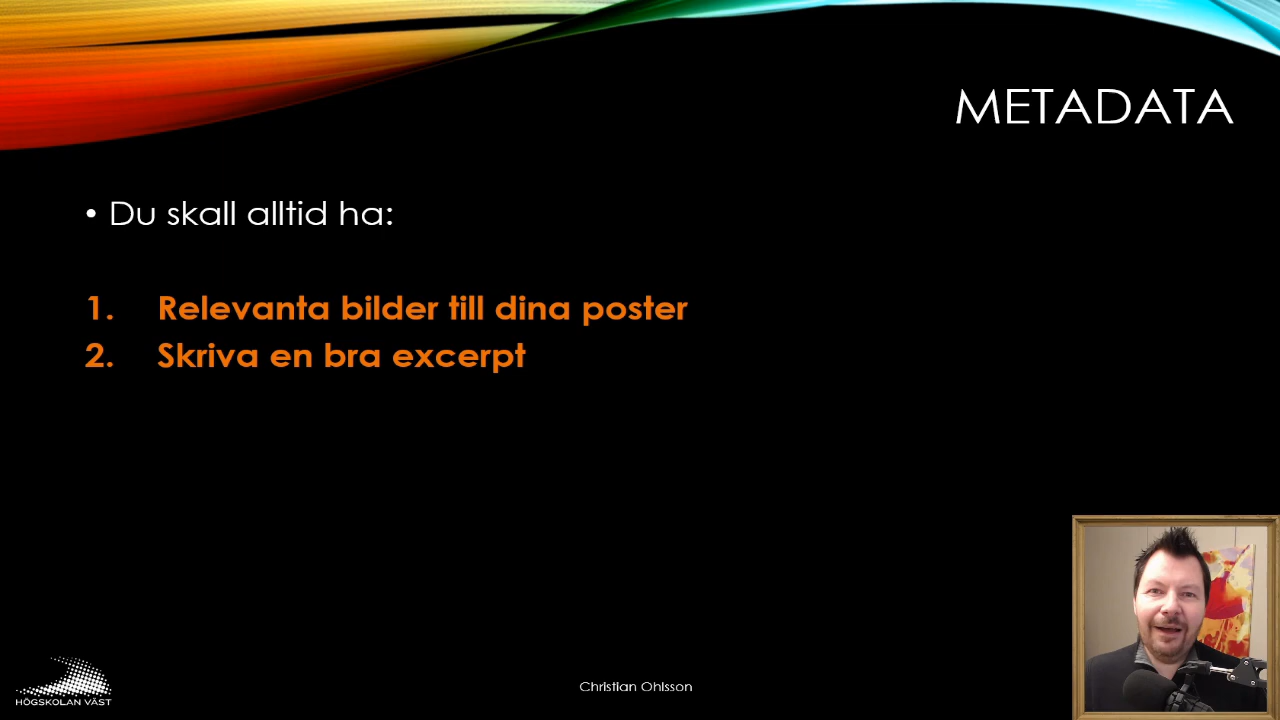 METADATA
• Du skall alltid ha:
1. Relevanta bilder till dina poster
2. Skriva en bra excerpt
HÖGSKOLAN VÄST
Christian Ohlsson